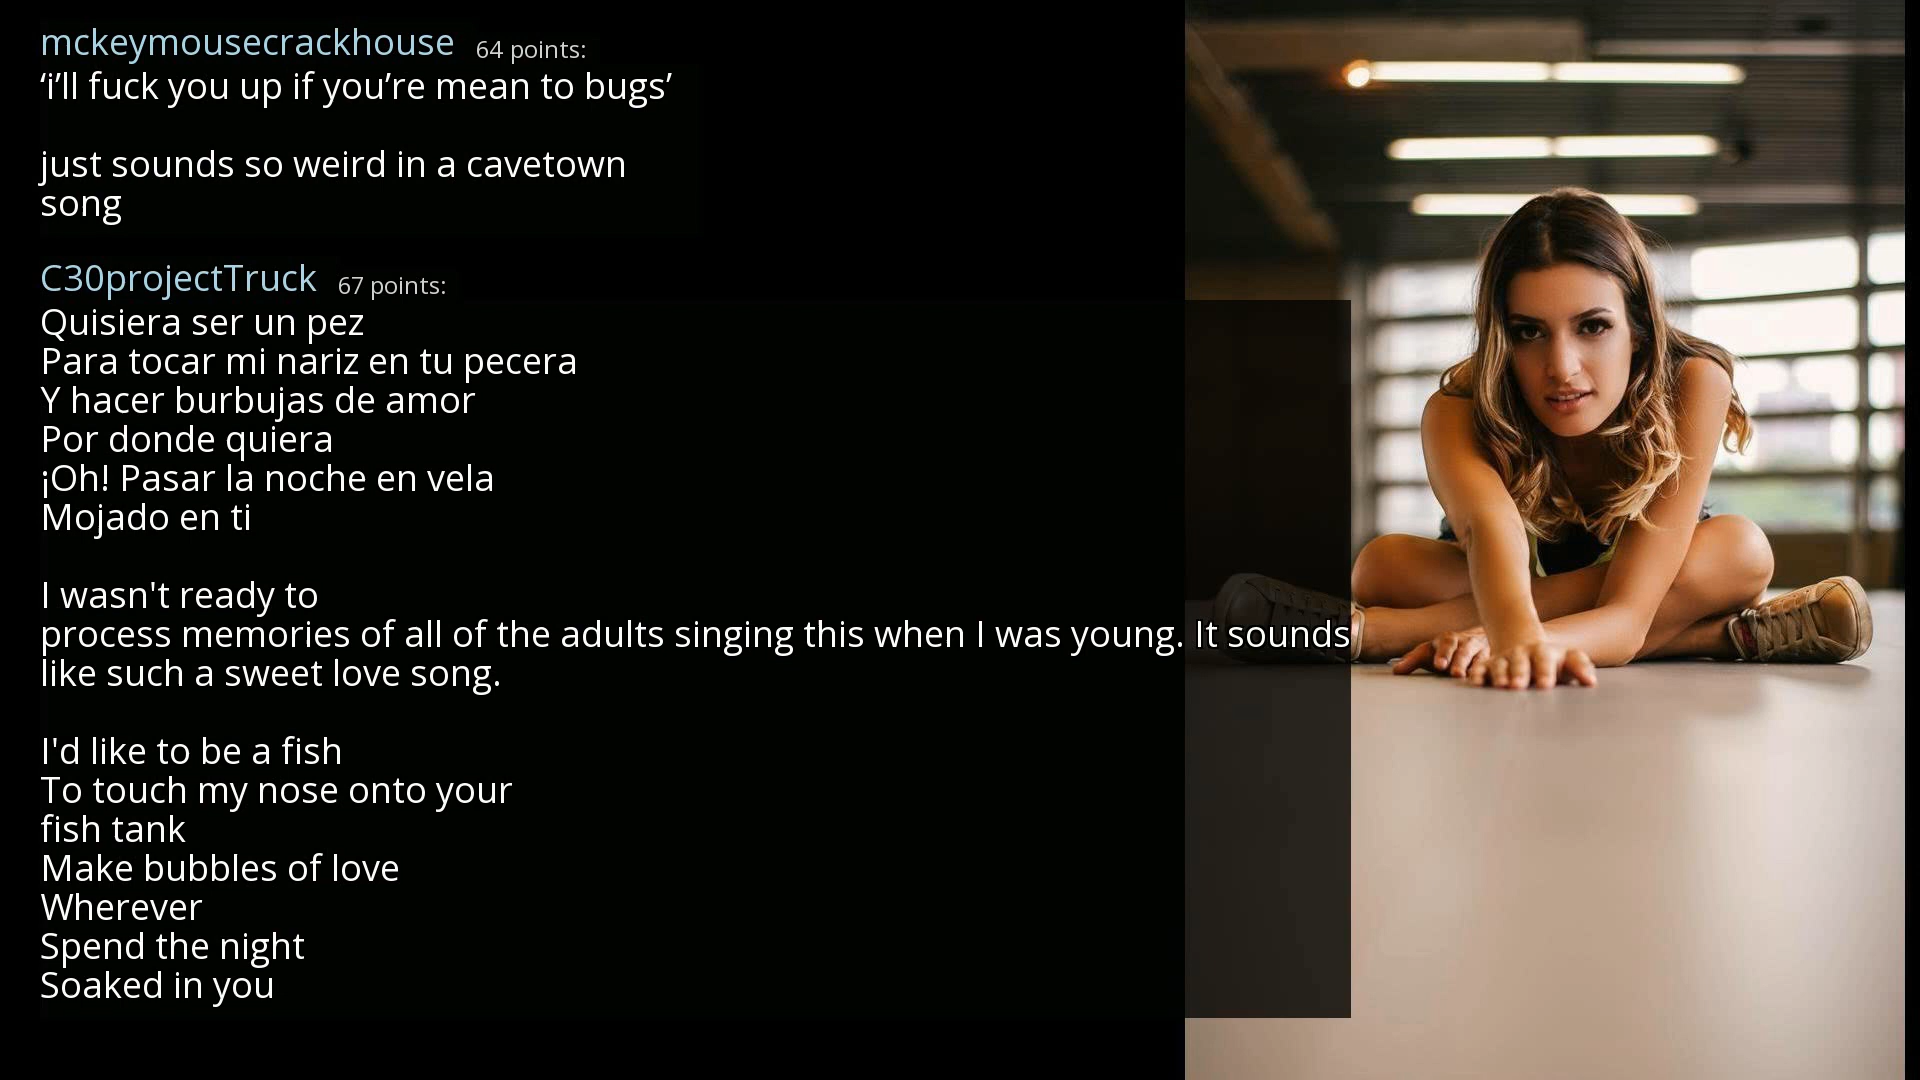 mckeymousecrackhouse 64 points:
‘i’ll fuck you up if you’re mean to bugs’
just sounds so weird in a cavetown
song
C30projectTruck 67 points:
Quisiera ser un pez
Para tocar mi nariz en tu pecera
Y hacer burbujas de amor
Por donde quiera
¡Oh! Pasar la noche en vela
Mojado en ti
I wasn't ready to
process memories of all of the adults singing this when I was young. It sounds
like such a sweet love song.
I'd like to be a fish
To touch my nose onto your
fish tank
Make bubbles of love
Wherever
Spend the night
Soaked in you